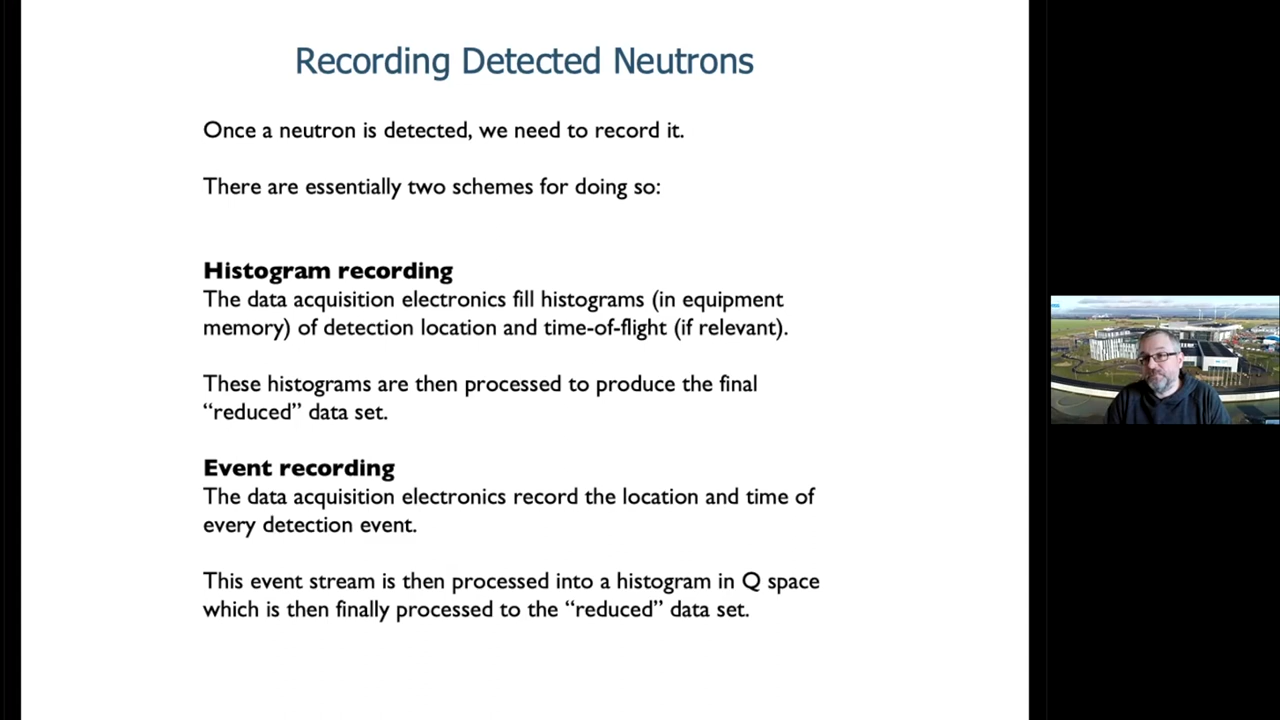 Recording Detected Neutrons
Once a neutron is detected, we need to record it.
There are essentially two schemes for doing so:
Histogram recording
The data acquisition electronics fill histograms (in equipment
memory) of detection location and time-of-flight (if relevant).
These histograms are then processed to produce the final
“reduced” data set.
Event recording
The data acquisition electronics record the location and time of
every detection event.
This event stream is then processed into a histogram in Q space
which is then finally processed to the “reduced” data set.